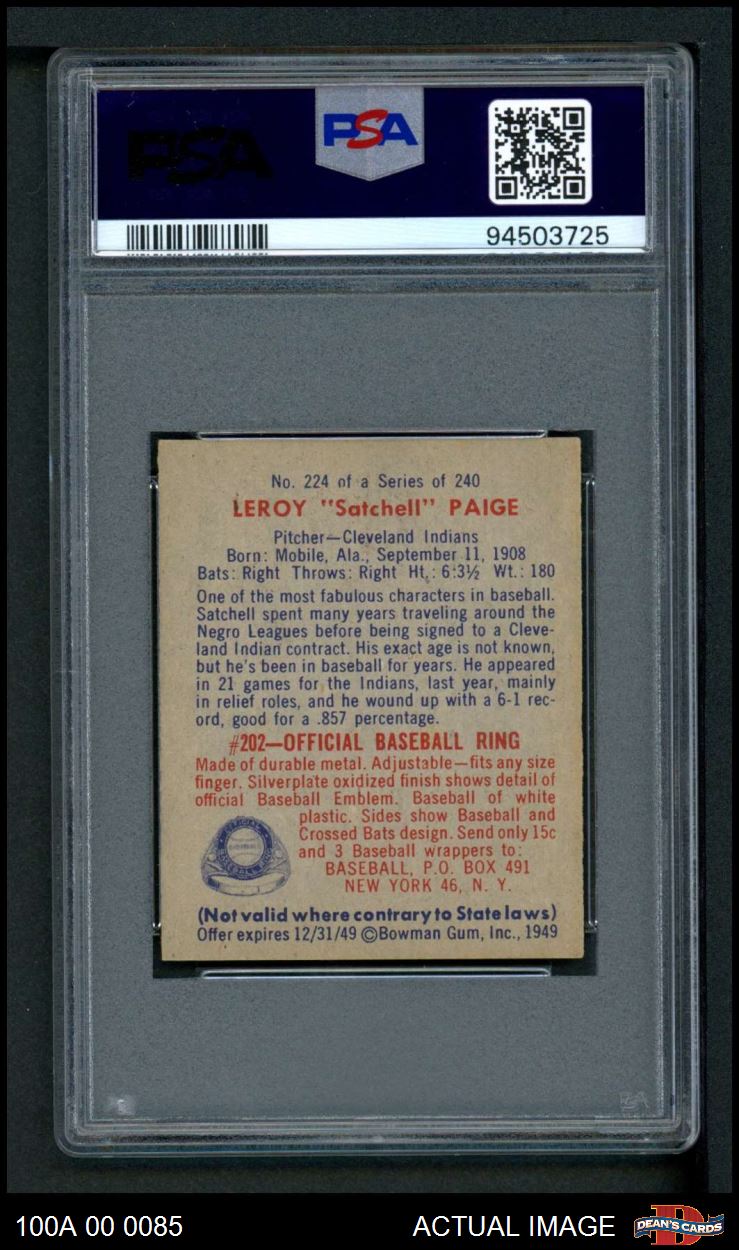 PSA
PSA
94503725
No. 224 of a Series of 240
LEROY "Satchell" PAIGE
Pitcher—Cleveland Indians
Born: Mobile, Ala., September 11, 1908
Bats: Right Throws: Right Ht.: 6:3½ Wt.: 180
One of the most fabulous characters in baseball.
Satchell spent many years traveling around the
Negro Leagues before being signed to a Cleve-
land Indian contract. His exact age is not known,
but he's been in baseball for years. He appeared
in 21 games for the Indians, last year, mainly
in relief roles, and he wound up with a 6-1 rec-
ord, good for a .857 percentage.
#202—OFFICIAL BASEBALL RING
Made of durable metal. Adjustable—fits any size
finger. Silverplate oxidized finish shows detail of
official Baseball Emblem. Baseball of white
plastic. Sides show Baseball and
Crossed Bats design. Send only 15c
and 3 Baseball wrappers to:
BASEBALL, P.O. BOX 491
NEW YORK 46, N. Y.
OFFICIAL
BASEBALL RING
(Not valid where contrary to State laws)
Offer expires 12/31/49 ©Bowman Gum, Inc., 1949
PSA
100A 00 0085
ACTUAL IMAGE
DEAN'S CARDS